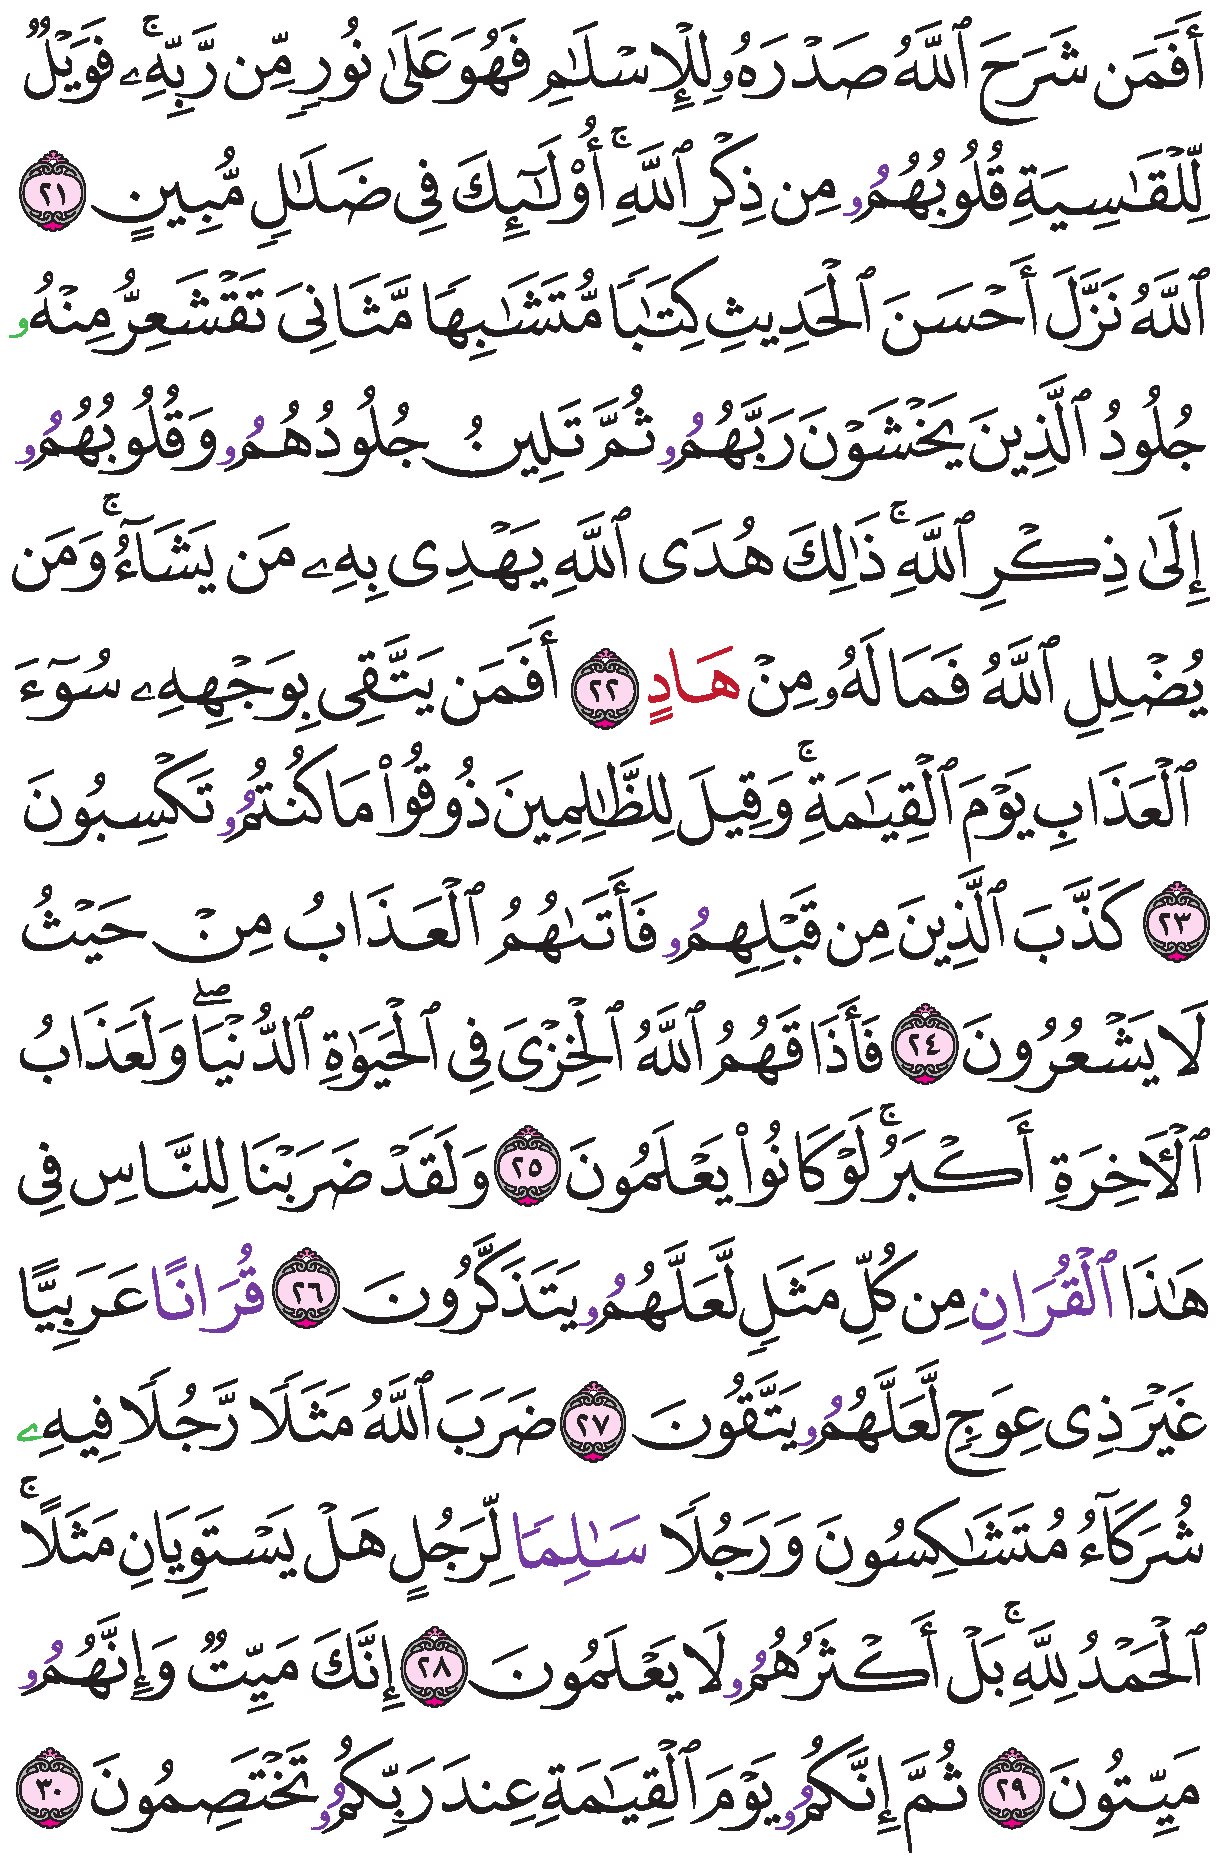 أَفَمَن شَرَحَ ٱللَّهُ صَدْرَهُۥ لِلْإِسْلَٰمِ فَهُوَ عَلَىٰ نُورٍ مِّن رَّبِّهِۦ ۚ فَوَيْلٌ
لِّلْقَٰسِيَةِ قُلُوبُهُمُۥ مِن ذِكْرِ ٱللَّهِ ۚ أُو۟لَٰٓئِكَ فِى ضَلَٰلٍ مُّبِينٍ ٢١
ٱللَّهُ نَزَّلَ أَحْسَنَ ٱلْحَدِيثِ كِتَٰبًا مُّتَشَٰبِهًا مَّثَانِىَ تَقْشَعِرُّ مِنْهُۥ
جُلُودُ ٱلَّذِينَ يَخْشَوْنَ رَبَّهُمُۥ ثُمَّ تَلِينُ جُلُودُهُمُۥ وَقُلُوبُهُمُۥ
إِلَىٰ ذِكْرِ ٱللَّهِ ۚ ذَٰلِكَ هُدَى ٱللَّهِ يَهْدِى بِهِۦ مَن يَشَآءُ ۚ وَمَن
يُضْلِلِ ٱللَّهُ فَمَا لَهُۥ مِنْ هَادٍ ٢٢ أَفَمَن يَتَّقِى بِوَجْهِهِۦ سُوٓءَ
ٱلْعَذَابِ يَوْمَ ٱلْقِيَٰمَةِ ۚ وَقِيلَ لِلظَّٰلِمِينَ ذُوقُوا۟ مَا كُنتُمُۥ تَكْسِبُونَ
٢٣ كَذَّبَ ٱلَّذِينَ مِن قَبْلِهِمُۥ فَأَتَىٰهُمُ ٱلْعَذَابُ مِنْ حَيْثُ
لَا يَشْعُرُونَ ٢٤ فَأَذَاقَهُمُ ٱللَّهُ ٱلْخِزْىَ فِى ٱلْحَيَوٰةِ ٱلدُّنْيَا ۖ وَلَعَذَابُ
ٱلْأَخِرَةِ أَكْبَرُ ۚ لَوْ كَانُوا۟ يَعْلَمُونَ ٢٥ وَلَقَدْ ضَرَبْنَا لِلنَّاسِ فِى
هَٰذَا ٱلْقُرَانِ مِن كُلِّ مَثَلٍ لَّعَلَّهُمُۥ يَتَذَكَّرُونَ ٢٦ قُرَانًا عَرَبِيًّا
غَيْرَ ذِى عِوَجٍ لَّعَلَّهُمُۥ يَتَّقُونَ ٢٧ ضَرَبَ ٱللَّهُ مَثَلًا رَّجُلًا فِيهِۦ
شُرَكَآءُ مُتَشَٰكِسُونَ وَرَجُلًا سَٰلِمًا لِّرَجُلٍ هَلْ يَسْتَوِيَانِ مَثَلًا ۚ
ٱلْحَمْدُ لِلَّهِ ۚ بَلْ أَكْثَرُهُمُۥ لَا يَعْلَمُونَ ٢٨ إِنَّكَ مَيِّتٌ وَإِنَّهُمُۥ
مَيِّتُونَ ٢٩ ثُمَّ إِنَّكُمُۥ يَوْمَ ٱلْقِيَٰمَةِ عِندَ رَبِّكُمُۥ تَخْتَصِمُونَ ٣٠